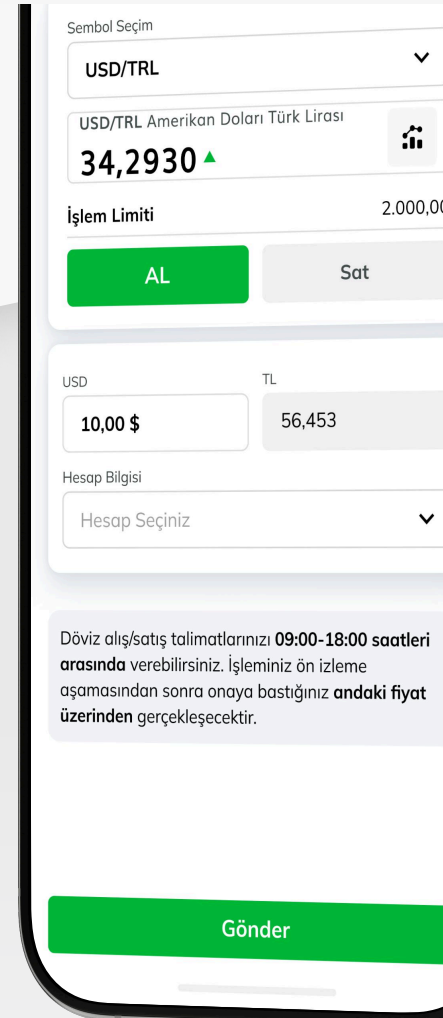 Sembol Seçim
USD/TRL
USD/TRL Amerikan Doları Türk Lirası
34,2930
İşlem Limiti 2.000,00
AL Sat
USD TL
10,00 $ 56,453
Hesap Bilgisi
Hesap Seçiniz
Döviz alış/satış talimatlarınızı 09:00-18:00 saatleri
arasında verebilirsiniz. İşleminiz ön izleme
aşamasından sonra onaya bastığınız andaki fiyat
üzerinden gerçekleşecektir.
Gönder